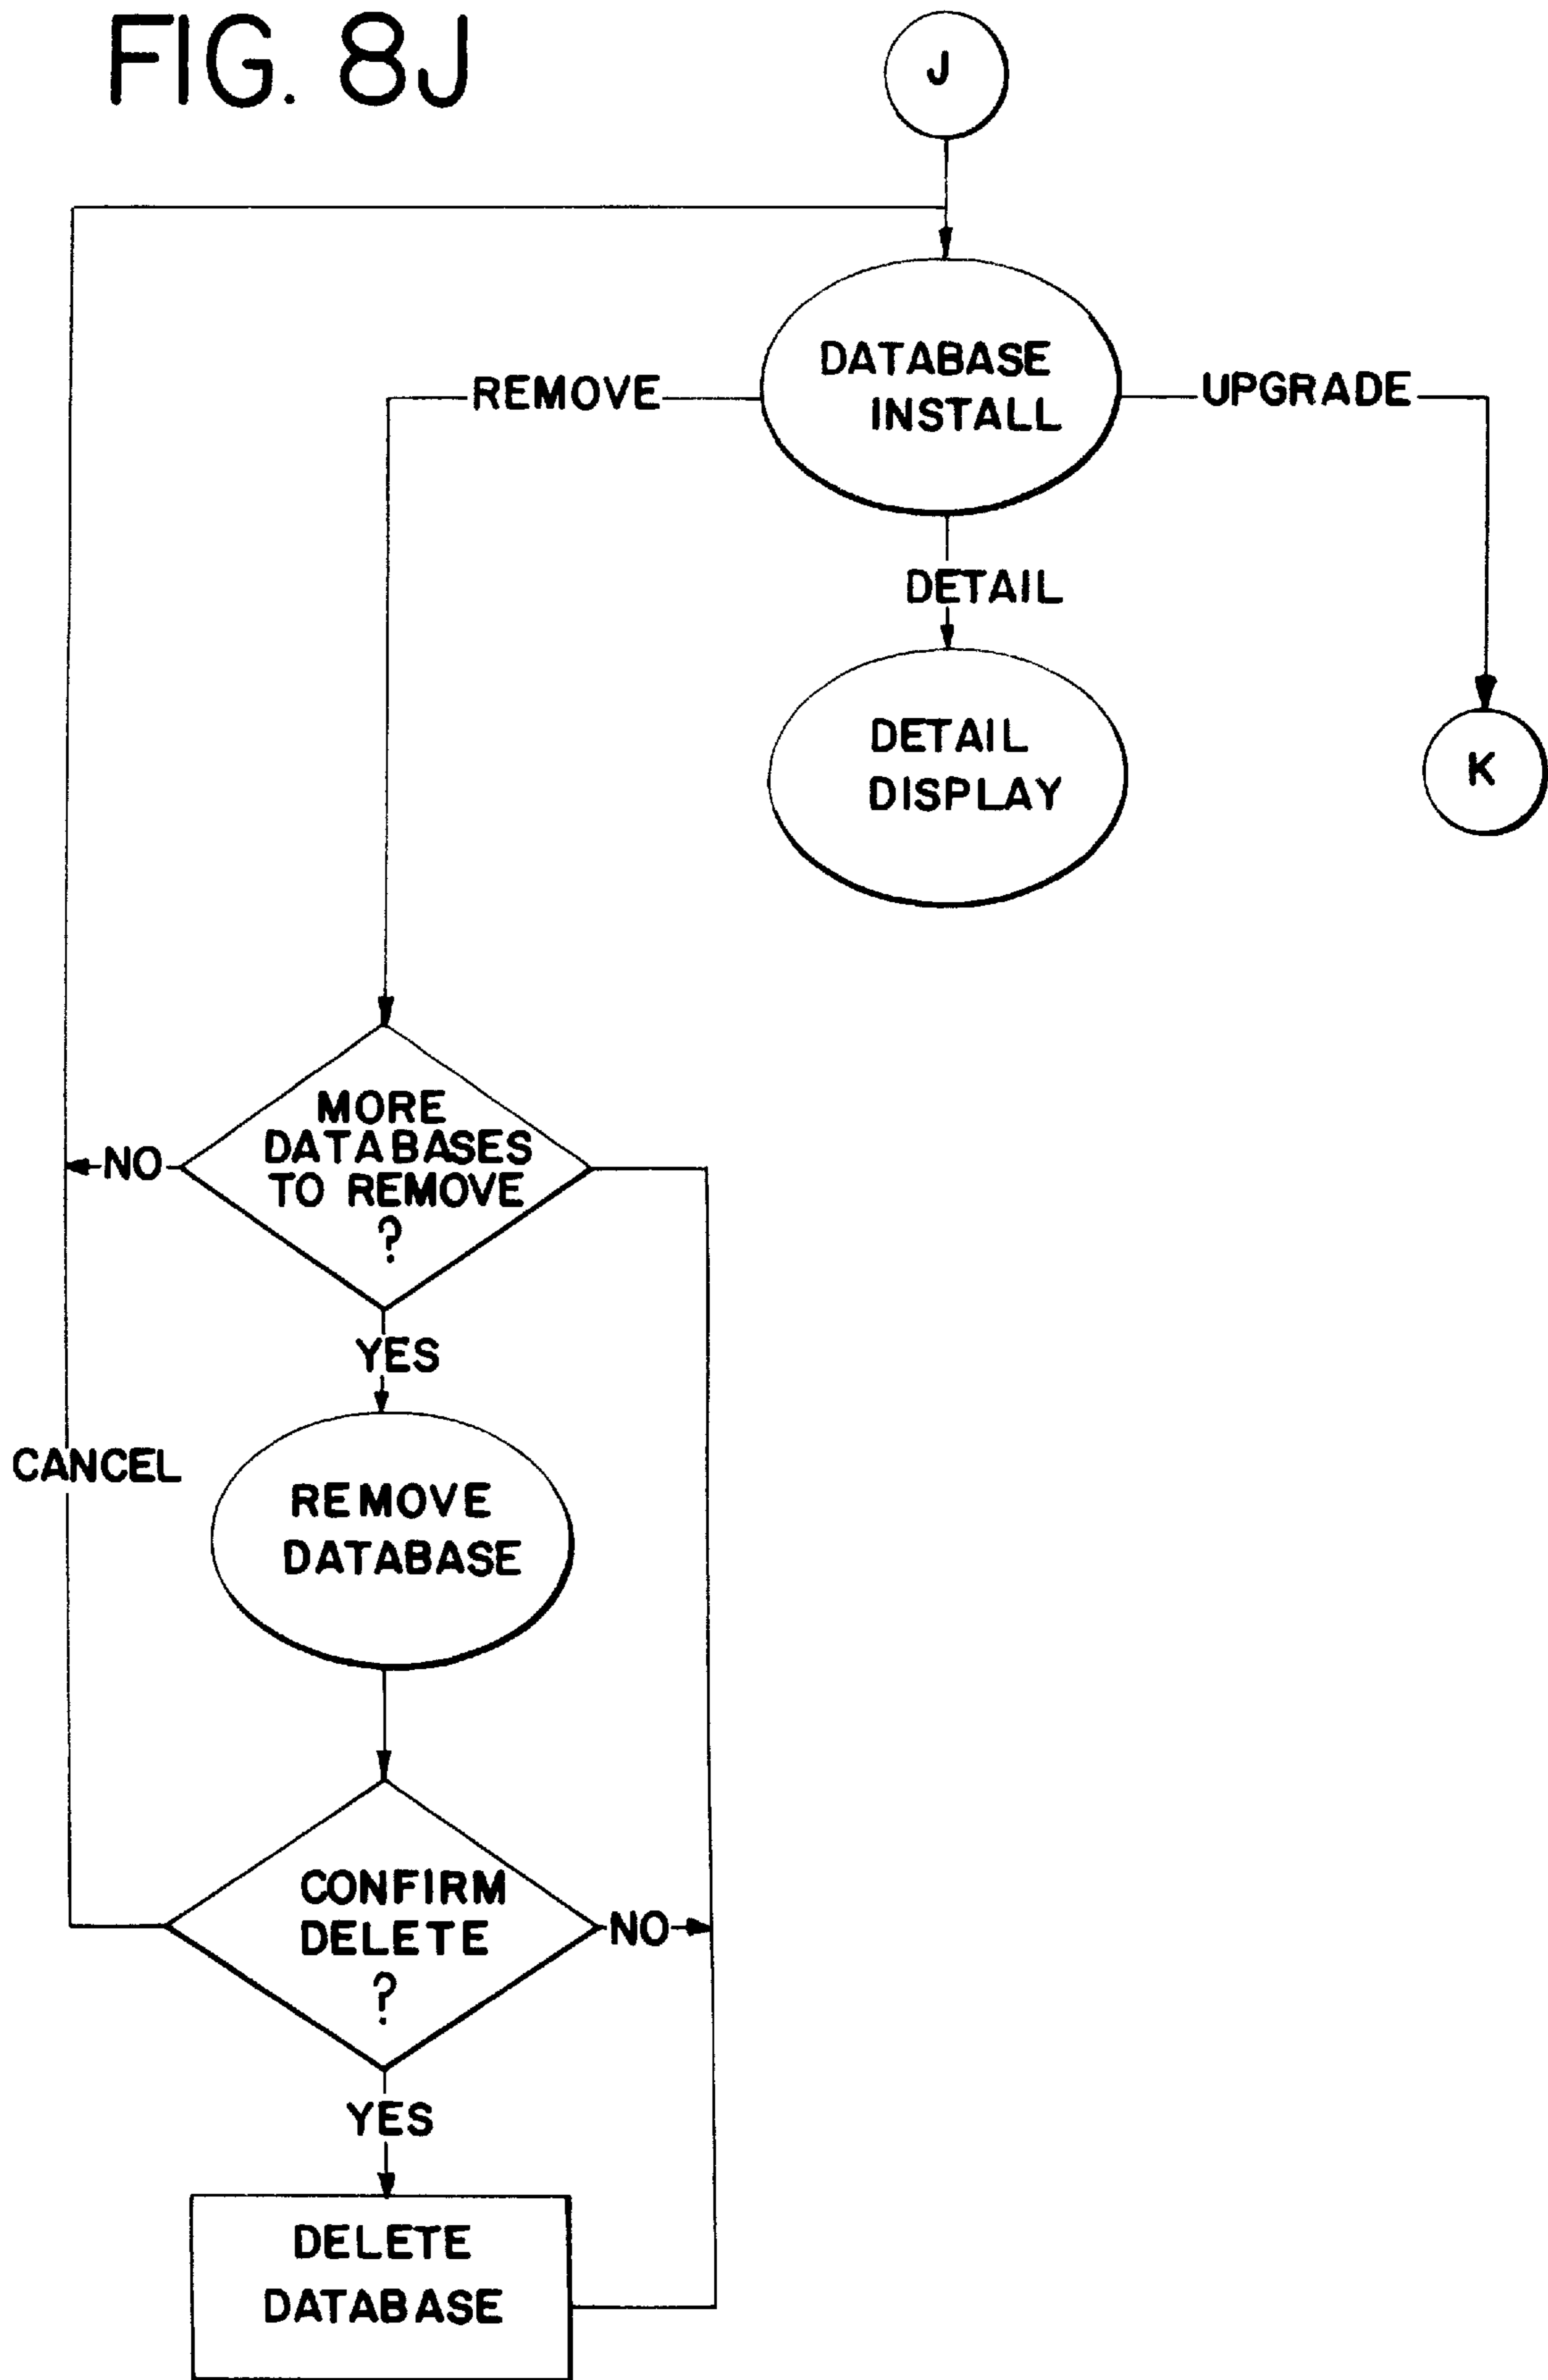 FIG. 8J
J
DATABASE
INSTALL
REMOVE
UPGRADE
DETAIL
DETAIL
DISPLAY
K
MORE
DATABASES
TO REMOVE
?
NO
YES
CANCEL
REMOVE
DATABASE
CONFIRM
DELETE
?
NO
YES
DELETE
DATABASE